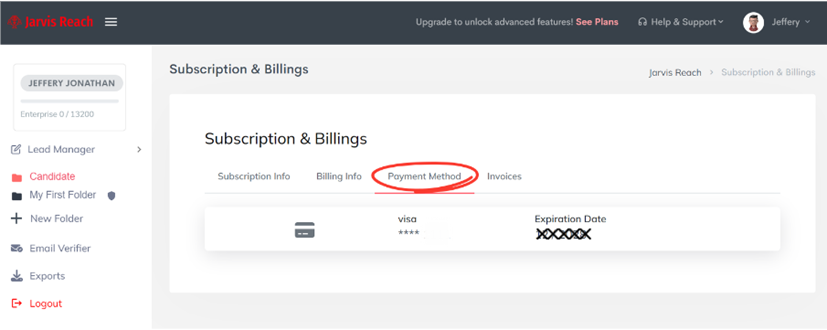 Jarvis Reach
Upgrade to unlock advanced features! See Plans
Help & Support
Jeffery
JEFFERY JONATHAN
Enterprise 0 / 13200
Lead Manager
Candidate
My First Folder
New Folder
Email Verifier
Exports
Logout
Subscription & Billings
Jarvis Reach > Subscription & Billings
Subscription & Billings
Subscription Info
Billing Info
Payment Method
Invoices
visa
****
Expiration Date